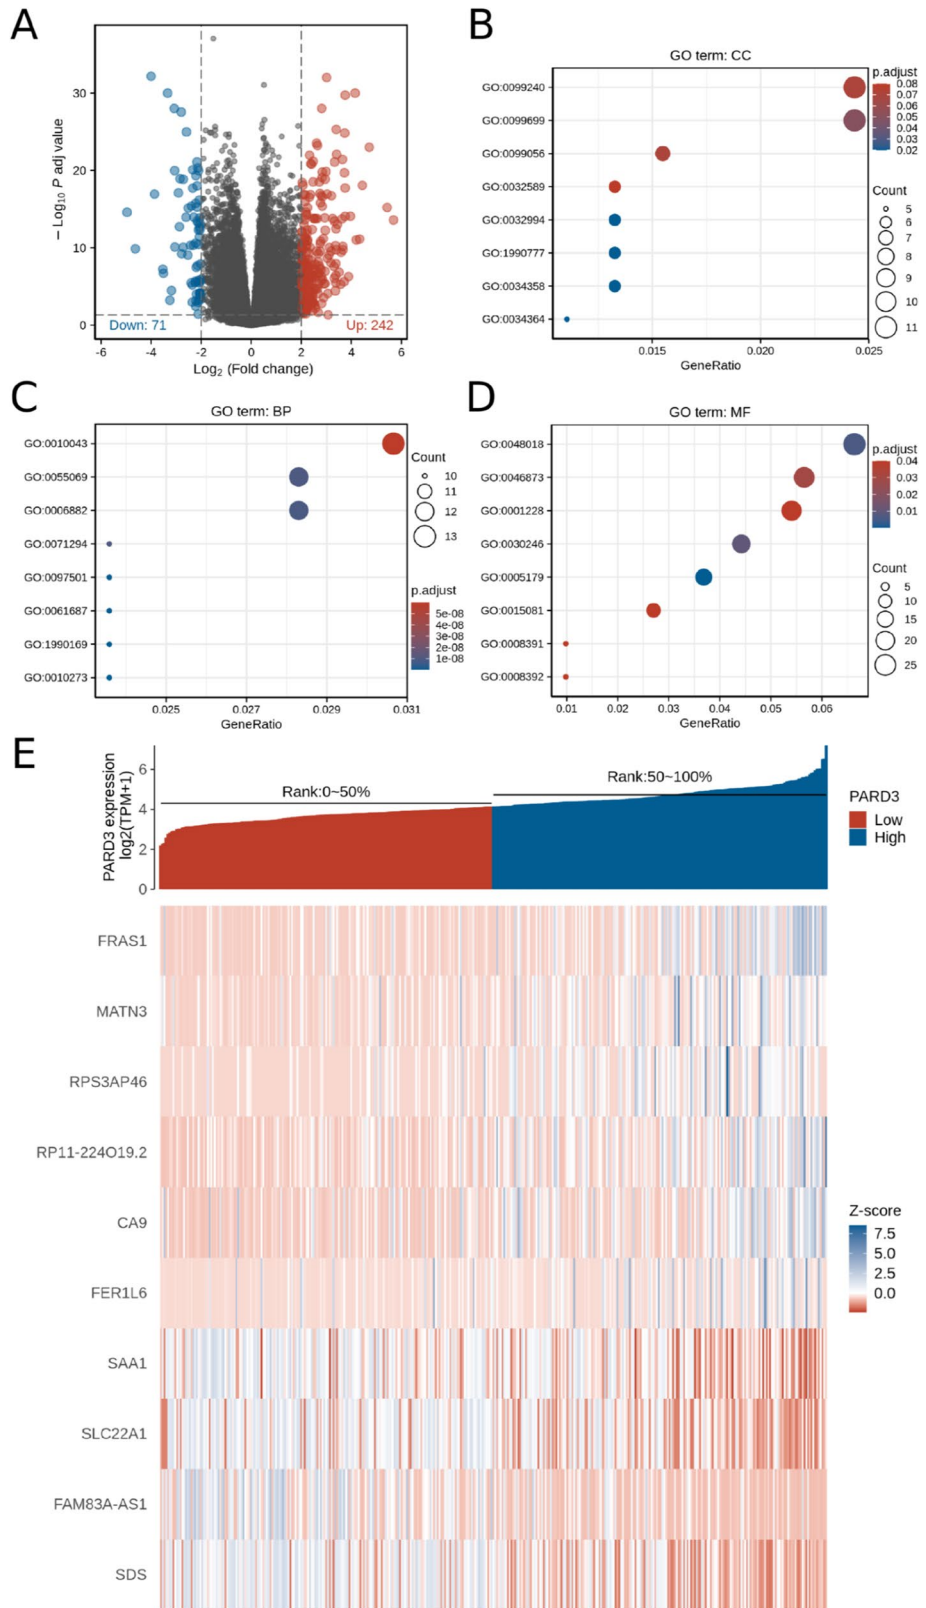 A
− Log10 P adj value
30
20
10
0
Down: 71
Up: 242
-6
-4
-2
0
2
4
6
Log2 (Fold change)
B
GO term: CC
GO:0099240
GO:0099699
GO:0099056
GO:0032589
GO:0032994
GO:1990777
GO:0034358
GO:0034364
0.015
0.020
0.025
GeneRatio
p.adjust
0.08
0.07
0.06
0.05
0.04
0.03
0.02
Count
5
6
7
8
9
10
11
C
GO term: BP
GO:0010043
GO:0055069
GO:0006882
GO:0071294
GO:0097501
GO:0061687
GO:1990169
GO:0010273
0.025
0.027
0.029
0.031
GeneRatio
Count
10
11
12
13
p.adjust
5e-08
4e-08
3e-08
2e-08
1e-08
D
GO term: MF
GO:0048018
GO:0046873
GO:0001228
GO:0030246
GO:0005179
GO:0015081
GO:0008391
GO:0008392
0.01
0.02
0.03
0.04
0.05
0.06
GeneRatio
p.adjust
0.04
0.03
0.02
0.01
Count
5
10
15
20
25
E
PARD3 expression
log2(TPM+1)
6
4
2
0
Rank:0~50%
Rank:50~100%
PARD3
Low
High
FRAS1
MATN3
RPS3AP46
RP11-224O19.2
CA9
FER1L6
SAA1
SLC22A1
FAM83A-AS1
SDS
Z-score
7.5
5.0
2.5
0.0